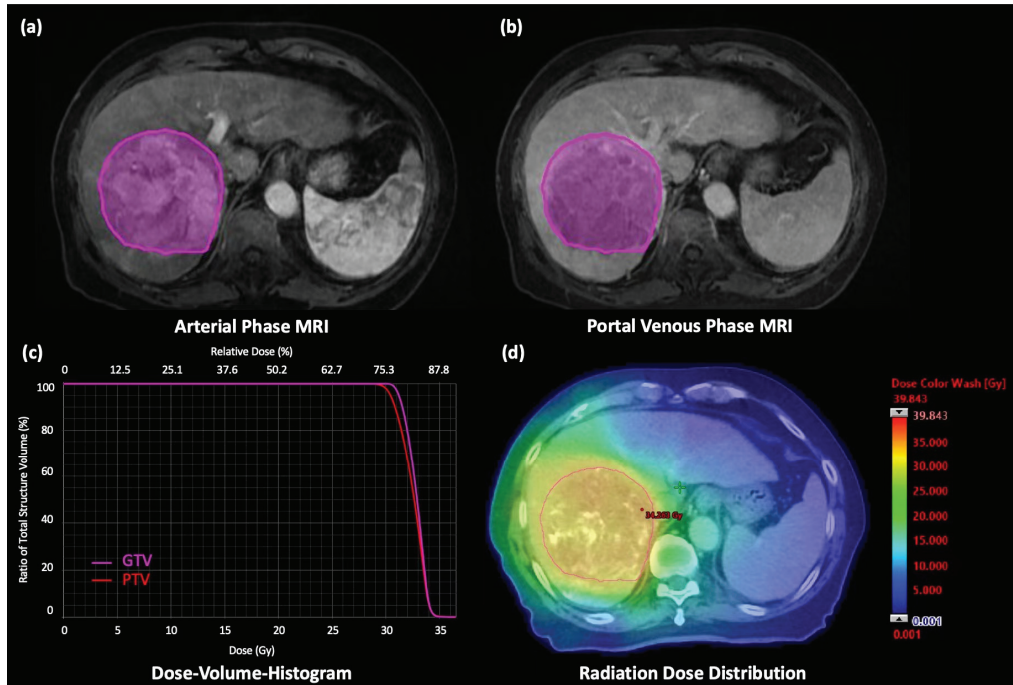 (a)
(b)
Arterial Phase MRI
Portal Venous Phase MRI
(c)
Relative Dose (%)
0 12.5 25.1 37.6 50.2 62.7 75.3 87.8
Ratio of Total Structure Volume (%)
100
80
60
40
20
0
GTV
PTV
0 5 10 15 20 25 30 35
Dose (Gy)
Dose-Volume-Histogram
(d)
34.263 Gy
Dose Color Wash [Gy]
39.843
39.843
35.000
30.000
25.000
20.000
15.000
10.000
5.000
0.001
0.001
Radiation Dose Distribution